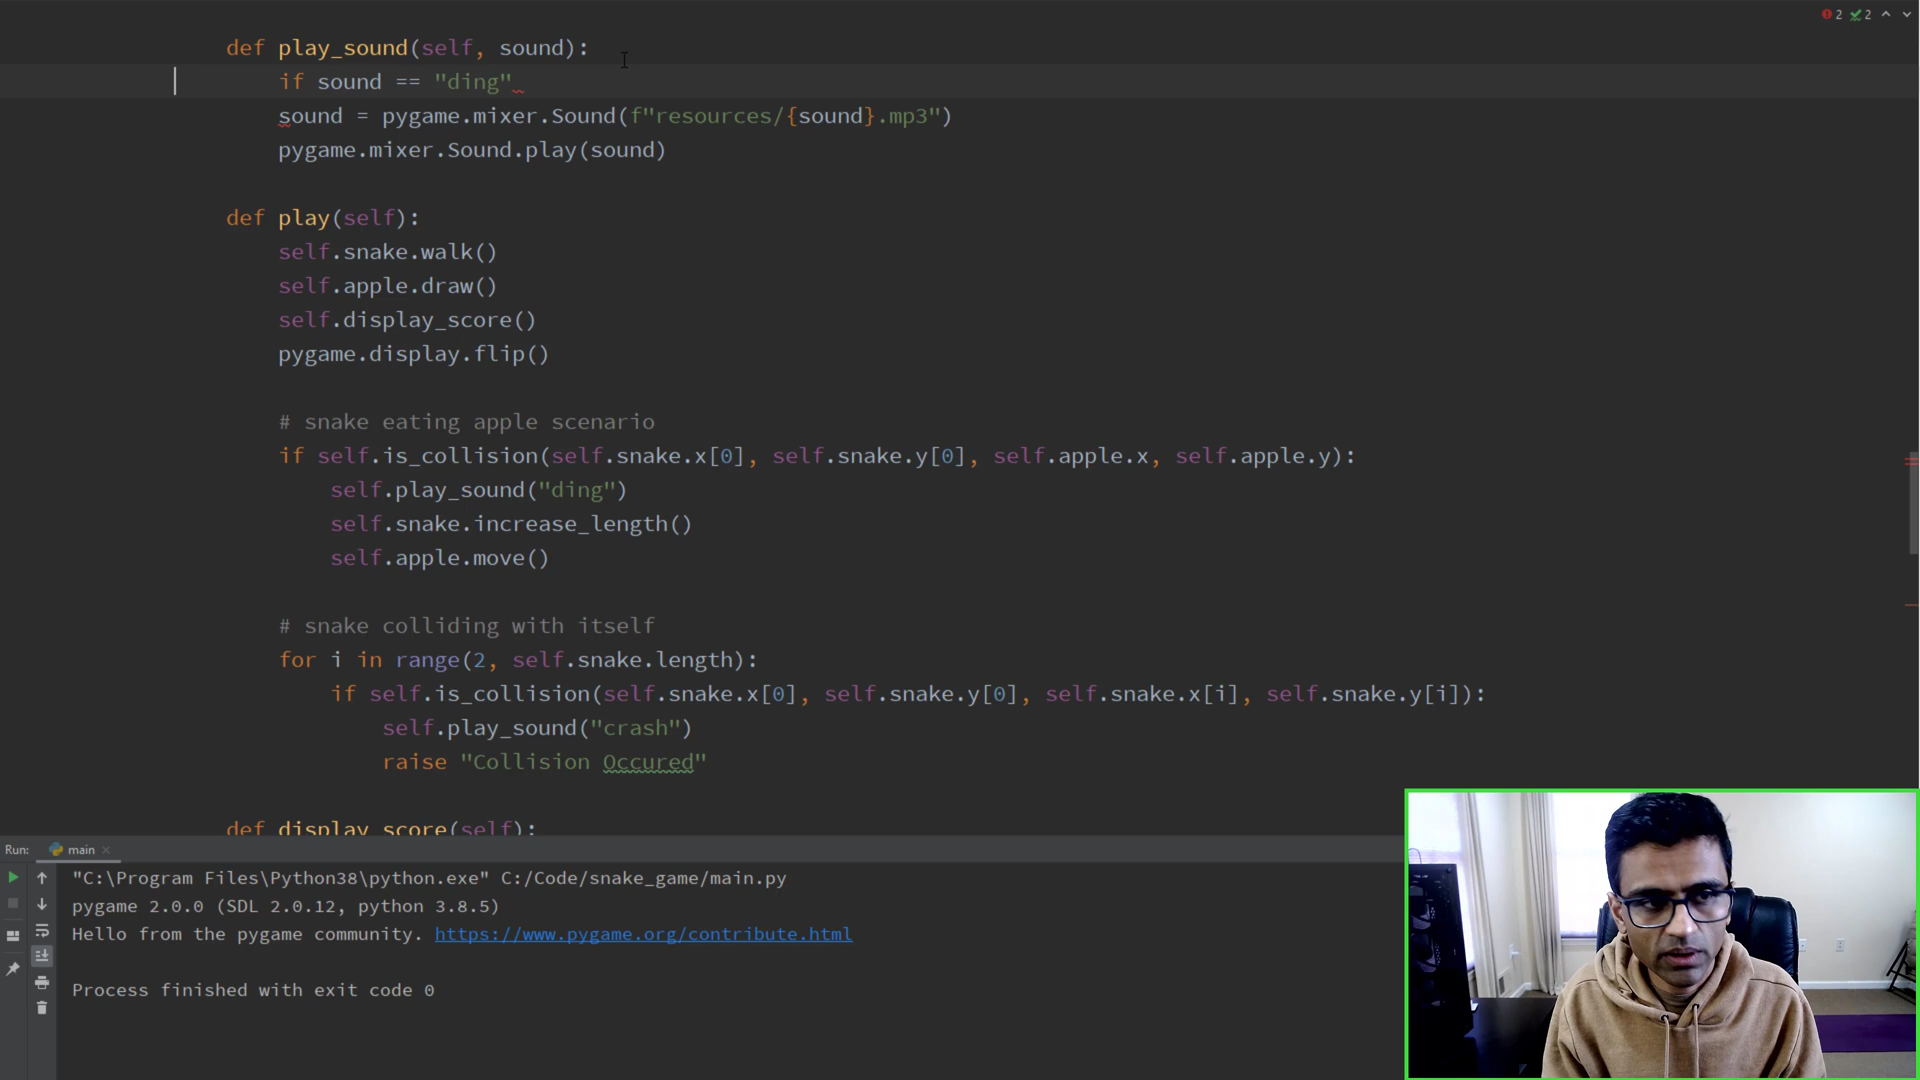 2 2
def play_sound(self, sound):
if sound == "ding"
sound = pygame.mixer.Sound(f"resources/{sound}.mp3")
pygame.mixer.Sound.play(sound)
def play(self):
self.snake.walk()
self.apple.draw()
self.display_score()
pygame.display.flip()
# snake eating apple scenario
if self.is_collision(self.snake.x[0], self.snake.y[0], self.apple.x, self.apple.y):
self.play_sound("ding")
self.snake.increase_length()
self.apple.move()
# snake colliding with itself
for i in range(2, self.snake.length):
if self.is_collision(self.snake.x[0], self.snake.y[0], self.snake.x[i], self.snake.y[i]):
self.play_sound("crash")
raise "Collision Occured"
def display_score(self):
Run: main
"C:\Program Files\Python38\python.exe" C:/Code/snake_game/main.py
pygame 2.0.0 (SDL 2.0.12, python 3.8.5)
Hello from the pygame community. https://www.pygame.org/contribute.html
Process finished with exit code 0